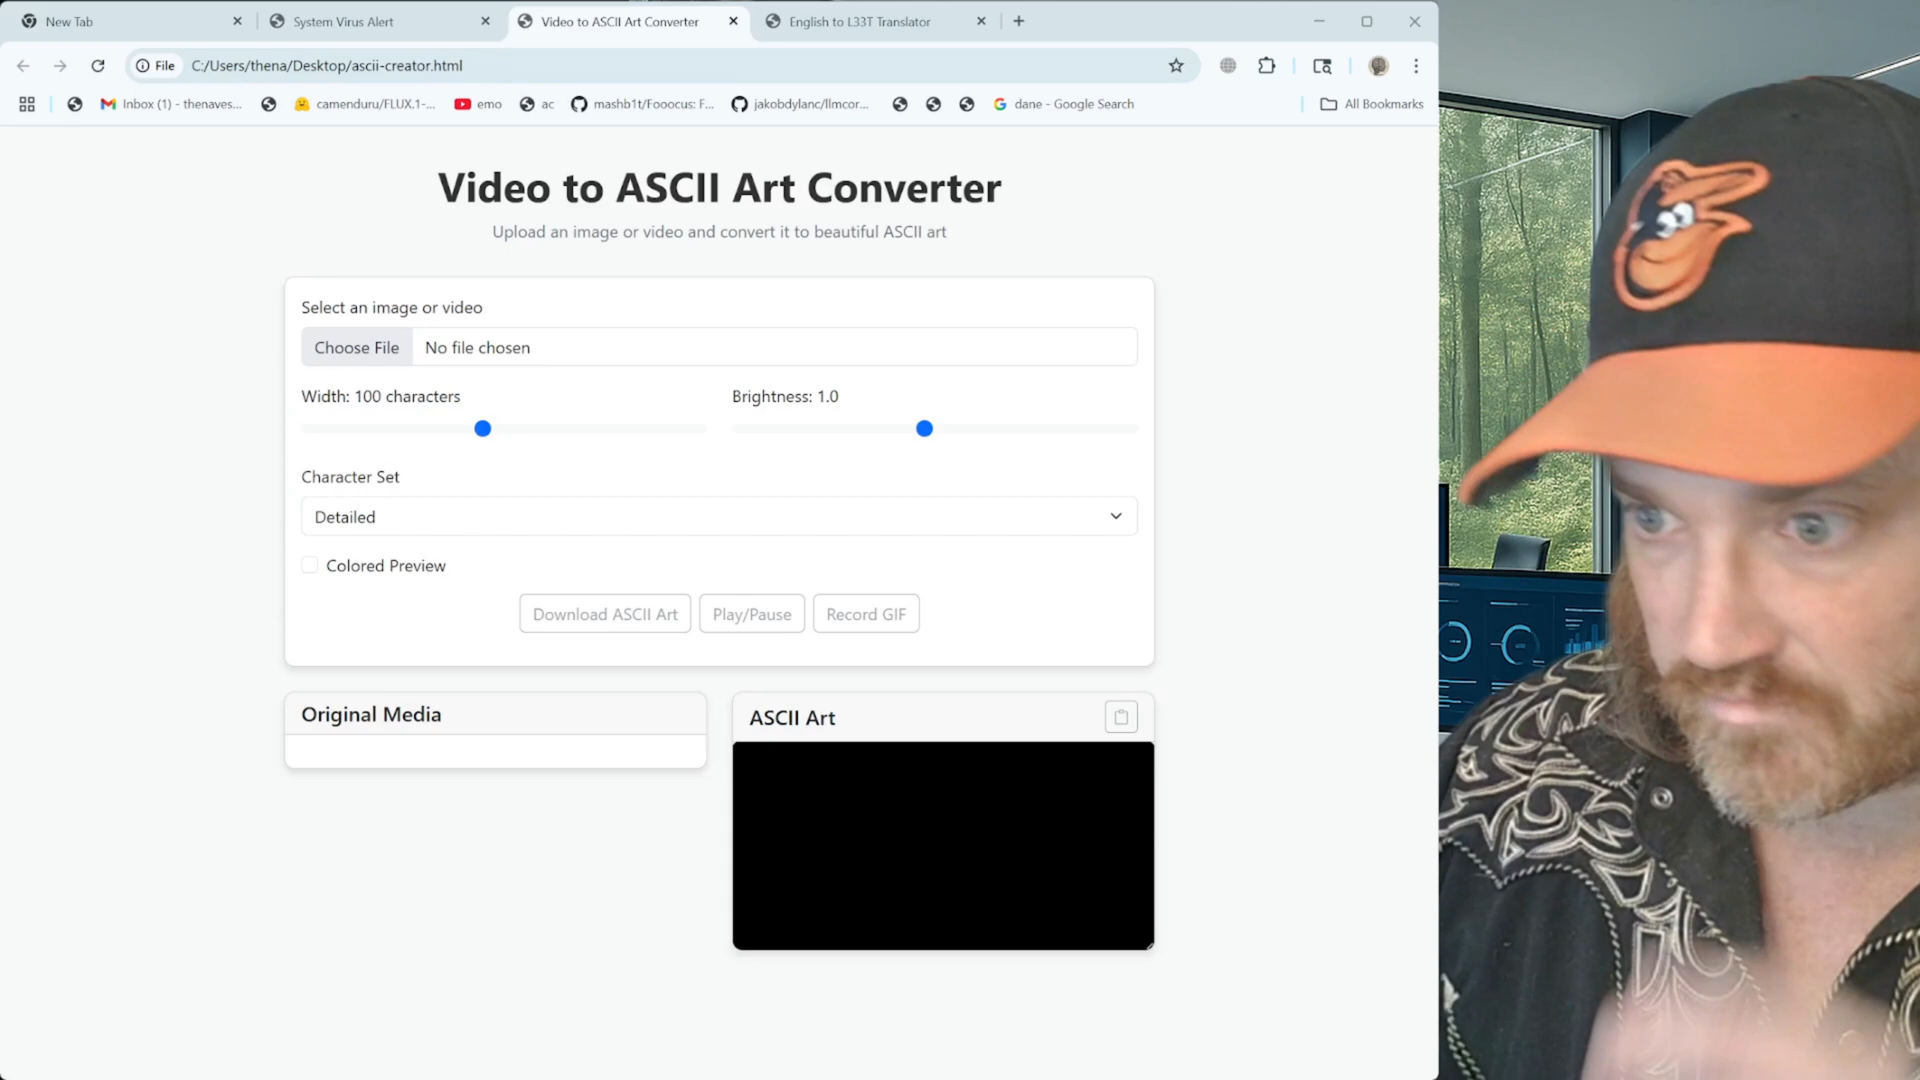 New Tab
System Virus Alert
Video to ASCII Art Converter
English to L33T Translator
File
C:/Users/thena/Desktop/ascii-creator.html
Inbox (1) - thenaves...
camenduru/FLUX.1-...
emo
ac
mashb1t/Fooocus: F...
jakobdylanc/llmcor...
dane - Google Search
All Bookmarks
Video to ASCII Art Converter
Upload an image or video and convert it to beautiful ASCII art
Select an image or video
Choose File
No file chosen
Width: 100 characters
Brightness: 1.0
Character Set
Detailed
Colored Preview
Download ASCII Art
Play/Pause
Record GIF
Original Media
ASCII Art